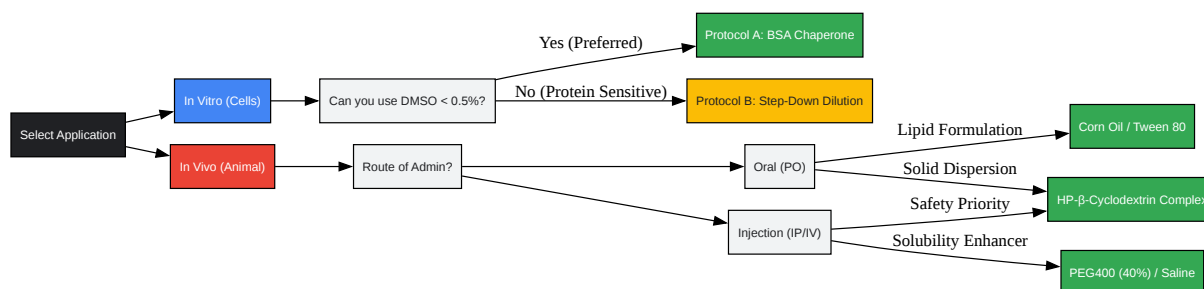 Select Application
In Vitro (Cells)
In Vivo (Animal)
Can you use DMSO < 0.5%?
Route of Admin?
Yes (Preferred)
No (Protein Sensitive)
Protocol A: BSA Chaperone
Protocol B: Step-Down Dilution
Oral (PO)
Injection (IP/IV)
Lipid Formulation
Solid Dispersion
Safety Priority
Solubility Enhancer
Corn Oil / Tween 80
HP-β-Cyclodextrin Complex
PEG400 (40%) / Saline